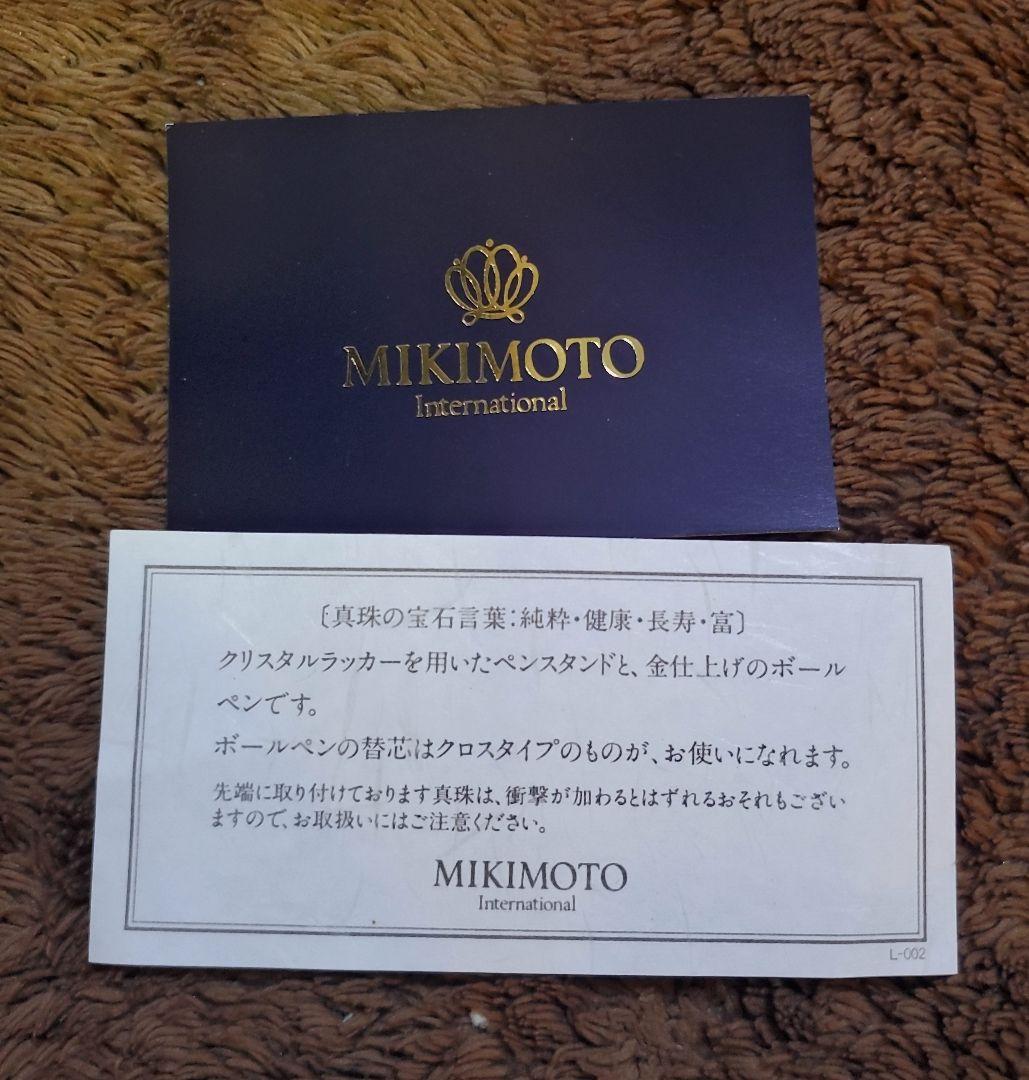 MIKIMOTO
International
〔真珠の宝石言葉:純粋・健康・長寿・富〕
クリスタルラッカーを用いたペンスタンドと、金仕上げのボール
ペンです。
ボールペンの替芯はクロスタイプのものが、お使いになれます。
先端に取り付けております真珠は、衝撃が加わるとはずれるおそれもござい
ますので、お取扱いにはご注意ください。
MIKIMOTO
International
L-002